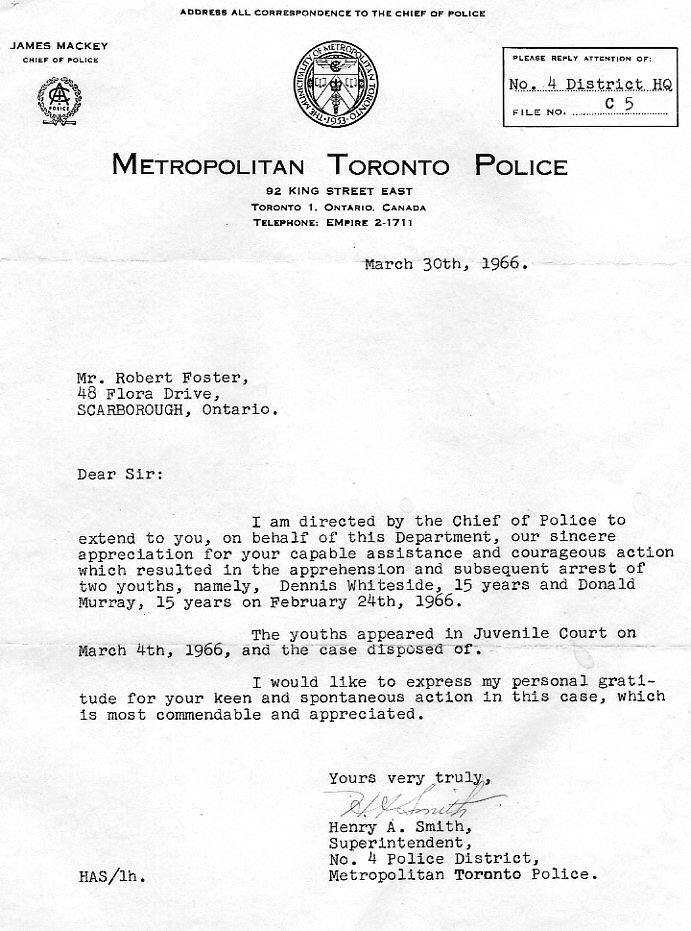 ADDRESS ALL CORRESPONDENCE TO THE CHIEF OF POLICE
JAMES MACKEY
CHIEF OF POLICE
POLICE
THE MUNICIPALITY OF METROPOLITAN TORONTO
1953
PLEASE REPLY ATTENTION OF:
No. 4 District HQ
C 5
FILE NO.
METROPOLITAN TORONTO POLICE
92 KING STREET EAST
TORONTO 1, ONTARIO, CANADA
TELEPHONE: EMPIRE 2-1711
March 30th, 1966.
Mr. Robert Foster,
48 Flora Drive,
SCARBOROUGH, Ontario.
Dear Sir:
I am directed by the Chief of Police to
extend to you, on behalf of this Department, our sincere
appreciation for your capable assistance and courageous action
which resulted in the apprehension and subsequent arrest of
two youths, namely, Dennis Whiteside, 15 years and Donald
Murray, 15 years on February 24th, 1966.
The youths appeared in Juvenile Court on
March 4th, 1966, and the case disposed of.
I would like to express my personal grati-
tude for your keen and spontaneous action in this case, which
is most commendable and appreciated.
Yours very truly,
H. A. Smith
Henry A. Smith,
Superintendent,
No. 4 Police District,
HAS/lh. Metropolitan Toronto Police.